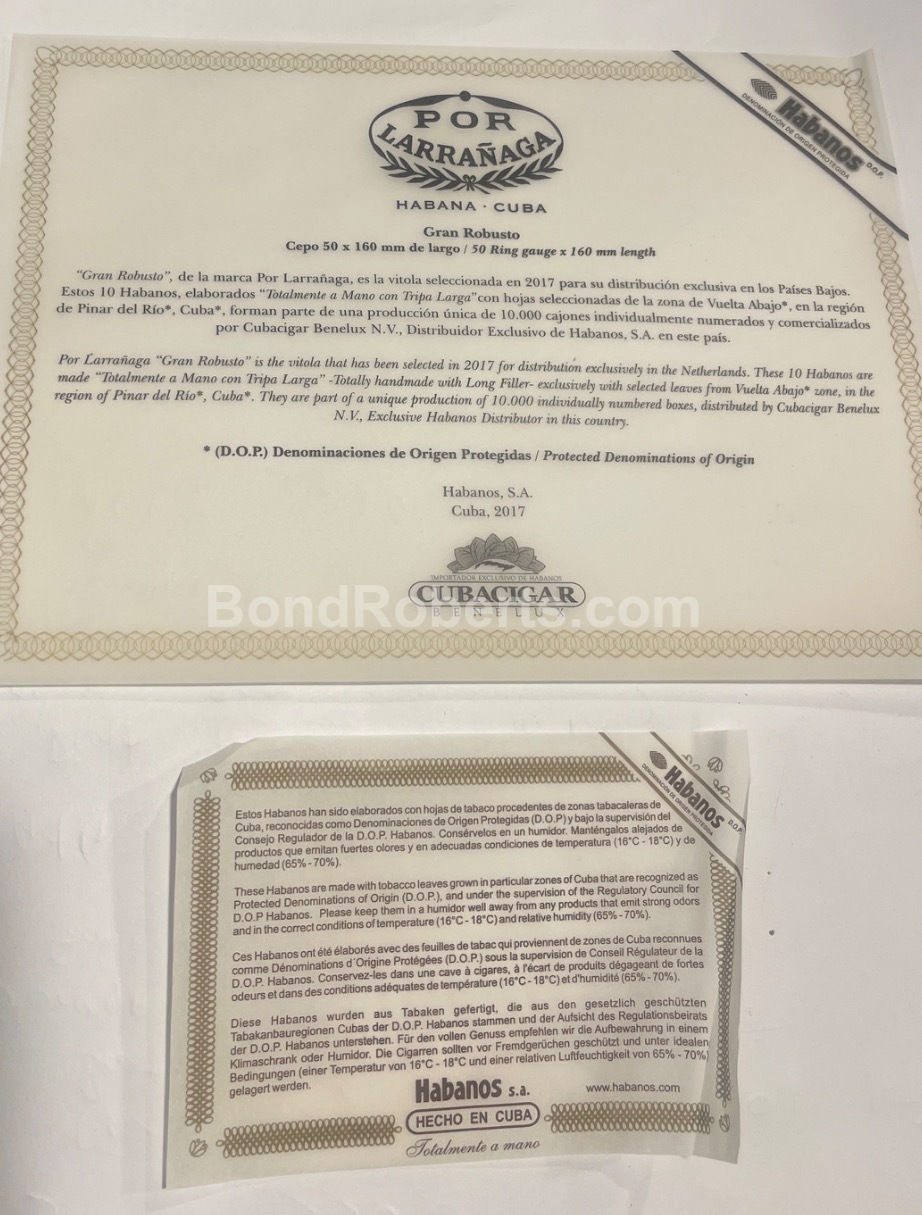 POR
LARRAÑAGA
HABANA · CUBA
Habanos
D.O.P.
DENOMINACIÓN DE ORIGEN PROTEGIDA
Gran Robusto
Cepo 50 x 160 mm de largo / 50 Ring gauge x 160 mm length
"Gran Robusto", de la marca Por Larrañaga, es la vitola seleccionada en 2017 para su distribución exclusiva en los Países Bajos.
Estos 10 Habanos, elaborados "Totalmente a Mano con Tripa Larga" con hojas seleccionadas de la zona de Vuelta Abajo*, en la región
de Pinar del Río*, Cuba*, forman parte de una producción única de 10.000 cajones individualmente numerados y comercializados
por Cubacigar Benelux N.V., Distribuidor Exclusivo de Habanos, S.A. en este país.
Por Larrañaga "Gran Robusto" is the vitola that has been selected in 2017 for distribution exclusively in the Netherlands. These 10 Habanos are
made "Totalmente a Mano con Tripa Larga" -Totally handmade with Long Filler- exclusively with selected leaves from Vuelta Abajo* zone, in the
region of Pinar del Río*, Cuba*. They are part of a unique production of 10.000 individually numbered boxes, distributed by Cubacigar Benelux
N.V., Exclusive Habanos Distributor in this country.
* (D.O.P.) Denominaciones de Origen Protegidas / Protected Denominations of Origin
Habanos, S.A.
Cuba, 2017
IMPORTADOR EXCLUSIVO DE HABANOS
CUBACIGAR
BENELUX
BondRoberts.com
Habanos
D.O.P.
DENOMINACIÓN DE ORIGEN PROTEGIDA
Estos Habanos han sido elaborados con hojas de tabaco procedentes de zonas tabacaleras de
Cuba, reconocidas como Denominaciones de Origen Protegidas (D.O.P) y bajo la supervisión del
Consejo Regulador de la D.O.P. Habanos. Consérvelos en un humidor. Manténgalos alejados de
productos que emitan fuertes olores y en adecuadas condiciones de temperatura (16°C - 18°C) y de
humedad (65% - 70%).
These Habanos are made with tobacco leaves grown in particular zones of Cuba that are recognized as
Protected Denominations of Origin (D.O.P.), and under the supervision of the Regulatory Council for
D.O.P Habanos. Please keep them in a humidor well away from any products that emit strong odors
and in the correct conditions of temperature (16°C - 18°C) and relative humidity (65% - 70%).
Ces Habanos ont été élaborés avec des feuilles de tabac qui proviennent de zones de Cuba reconnues
comme Dénominations d´Origine Protégées (D.O.P.) sous la supervision de Conseil Régulateur de la
D.O.P. Habanos. Conservez-les dans une cave à cigares, à l'écart de produits dégageant de fortes
odeurs et dans des conditions adéquates de température (16°C - 18°C) et d'humidité (65% - 70%).
Diese Habanos wurden aus Tabaken gefertigt, die aus den gesetzlich geschützten
Tabakanbauregionen Cubas der D.O.P. Habanos stammen und der Aufsicht des Regulationsbeirats
der D.O.P. Habanos unterstehen. Für den vollen Genuss empfehlen wir die Aufbewahrung in einem
Klimaschrank oder Humidor. Die Cigarren sollten vor Fremdgerüchen geschützt und unter idealen
Bedingungen (einer Temperatur von 16°C - 18°C und einer relativen Luftfeuchtigkeit von 65% - 70%)
gelagert werden.
Habanos s.a.
www.habanos.com
HECHO EN CUBA
Totalmente a mano